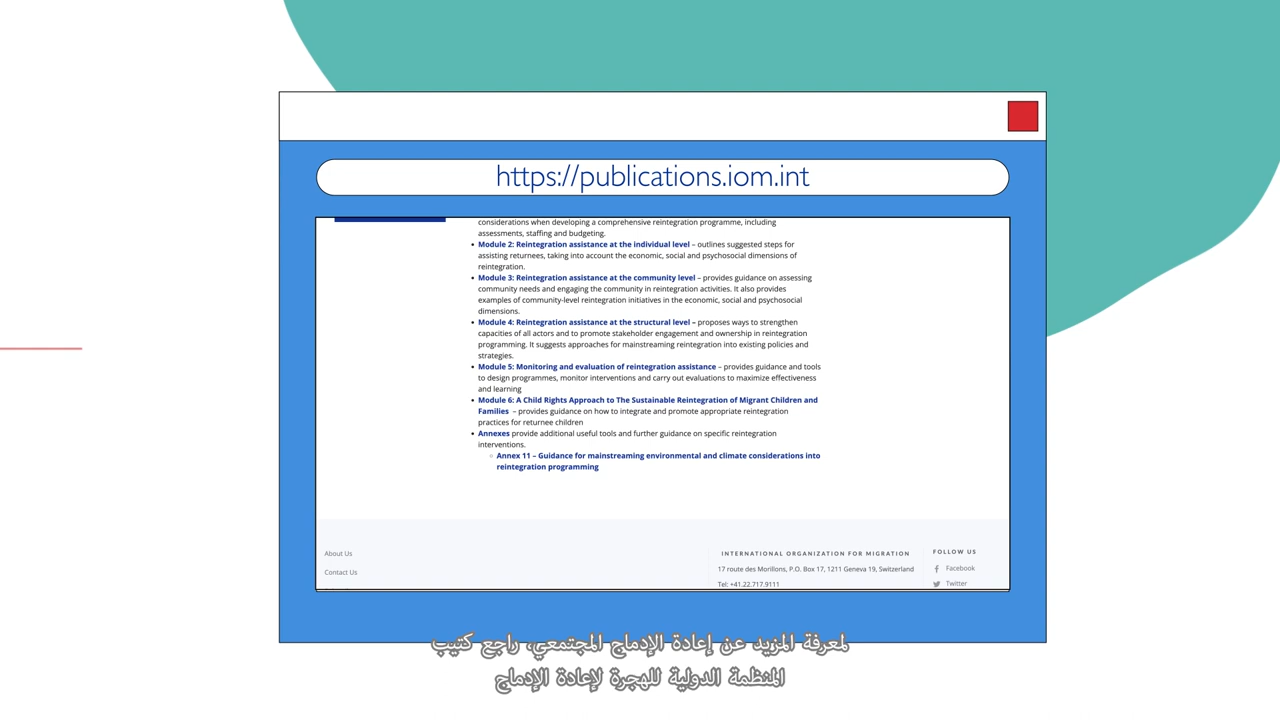 https://publications.iom.int
considerations when developing a comprehensive reintegration programme, including
assessments, staffing and budgeting.
• Module 2: Reintegration assistance at the individual level – outlines suggested steps for
assisting returnees, taking into account the economic, social and psychosocial dimensions of
reintegration.
• Module 3: Reintegration assistance at the community level – provides guidance on assessing
community needs and engaging the community in reintegration activities. It also provides
examples of community-level reintegration initiatives in the economic, social and psychosocial
dimensions.
• Module 4: Reintegration assistance at the structural level – proposes ways to strengthen
capacities of all actors and to promote stakeholder engagement and ownership in reintegration
programming. It suggests approaches for mainstreaming reintegration into existing policies and
strategies.
• Module 5: Monitoring and evaluation of reintegration assistance – provides guidance and tools
to design programmes, monitor interventions and carry out evaluations to maximize effectiveness
and learning
• Module 6: A Child Rights Approach to The Sustainable Reintegration of Migrant Children and
Families – provides guidance on how to integrate and promote appropriate reintegration
practices for returnee children
• Annexes provide additional useful tools and further guidance on specific reintegration
interventions.
Annex 11 – Guidance for mainstreaming environmental and climate considerations into
reintegration programming
About Us
Contact Us
INTERNATIONAL ORGANIZATION FOR MIGRATION
17 route des Morillons, P.O. Box 17, 1211 Geneva 19, Switzerland
Tel: +41.22.717.9111
FOLLOW US
Facebook
Twitter
لمعرفة المزيد عن إعادة الإدماج المجتمعي، راجع كتيب
المنظمة الدولية للهجرة لإعادة الإدماج